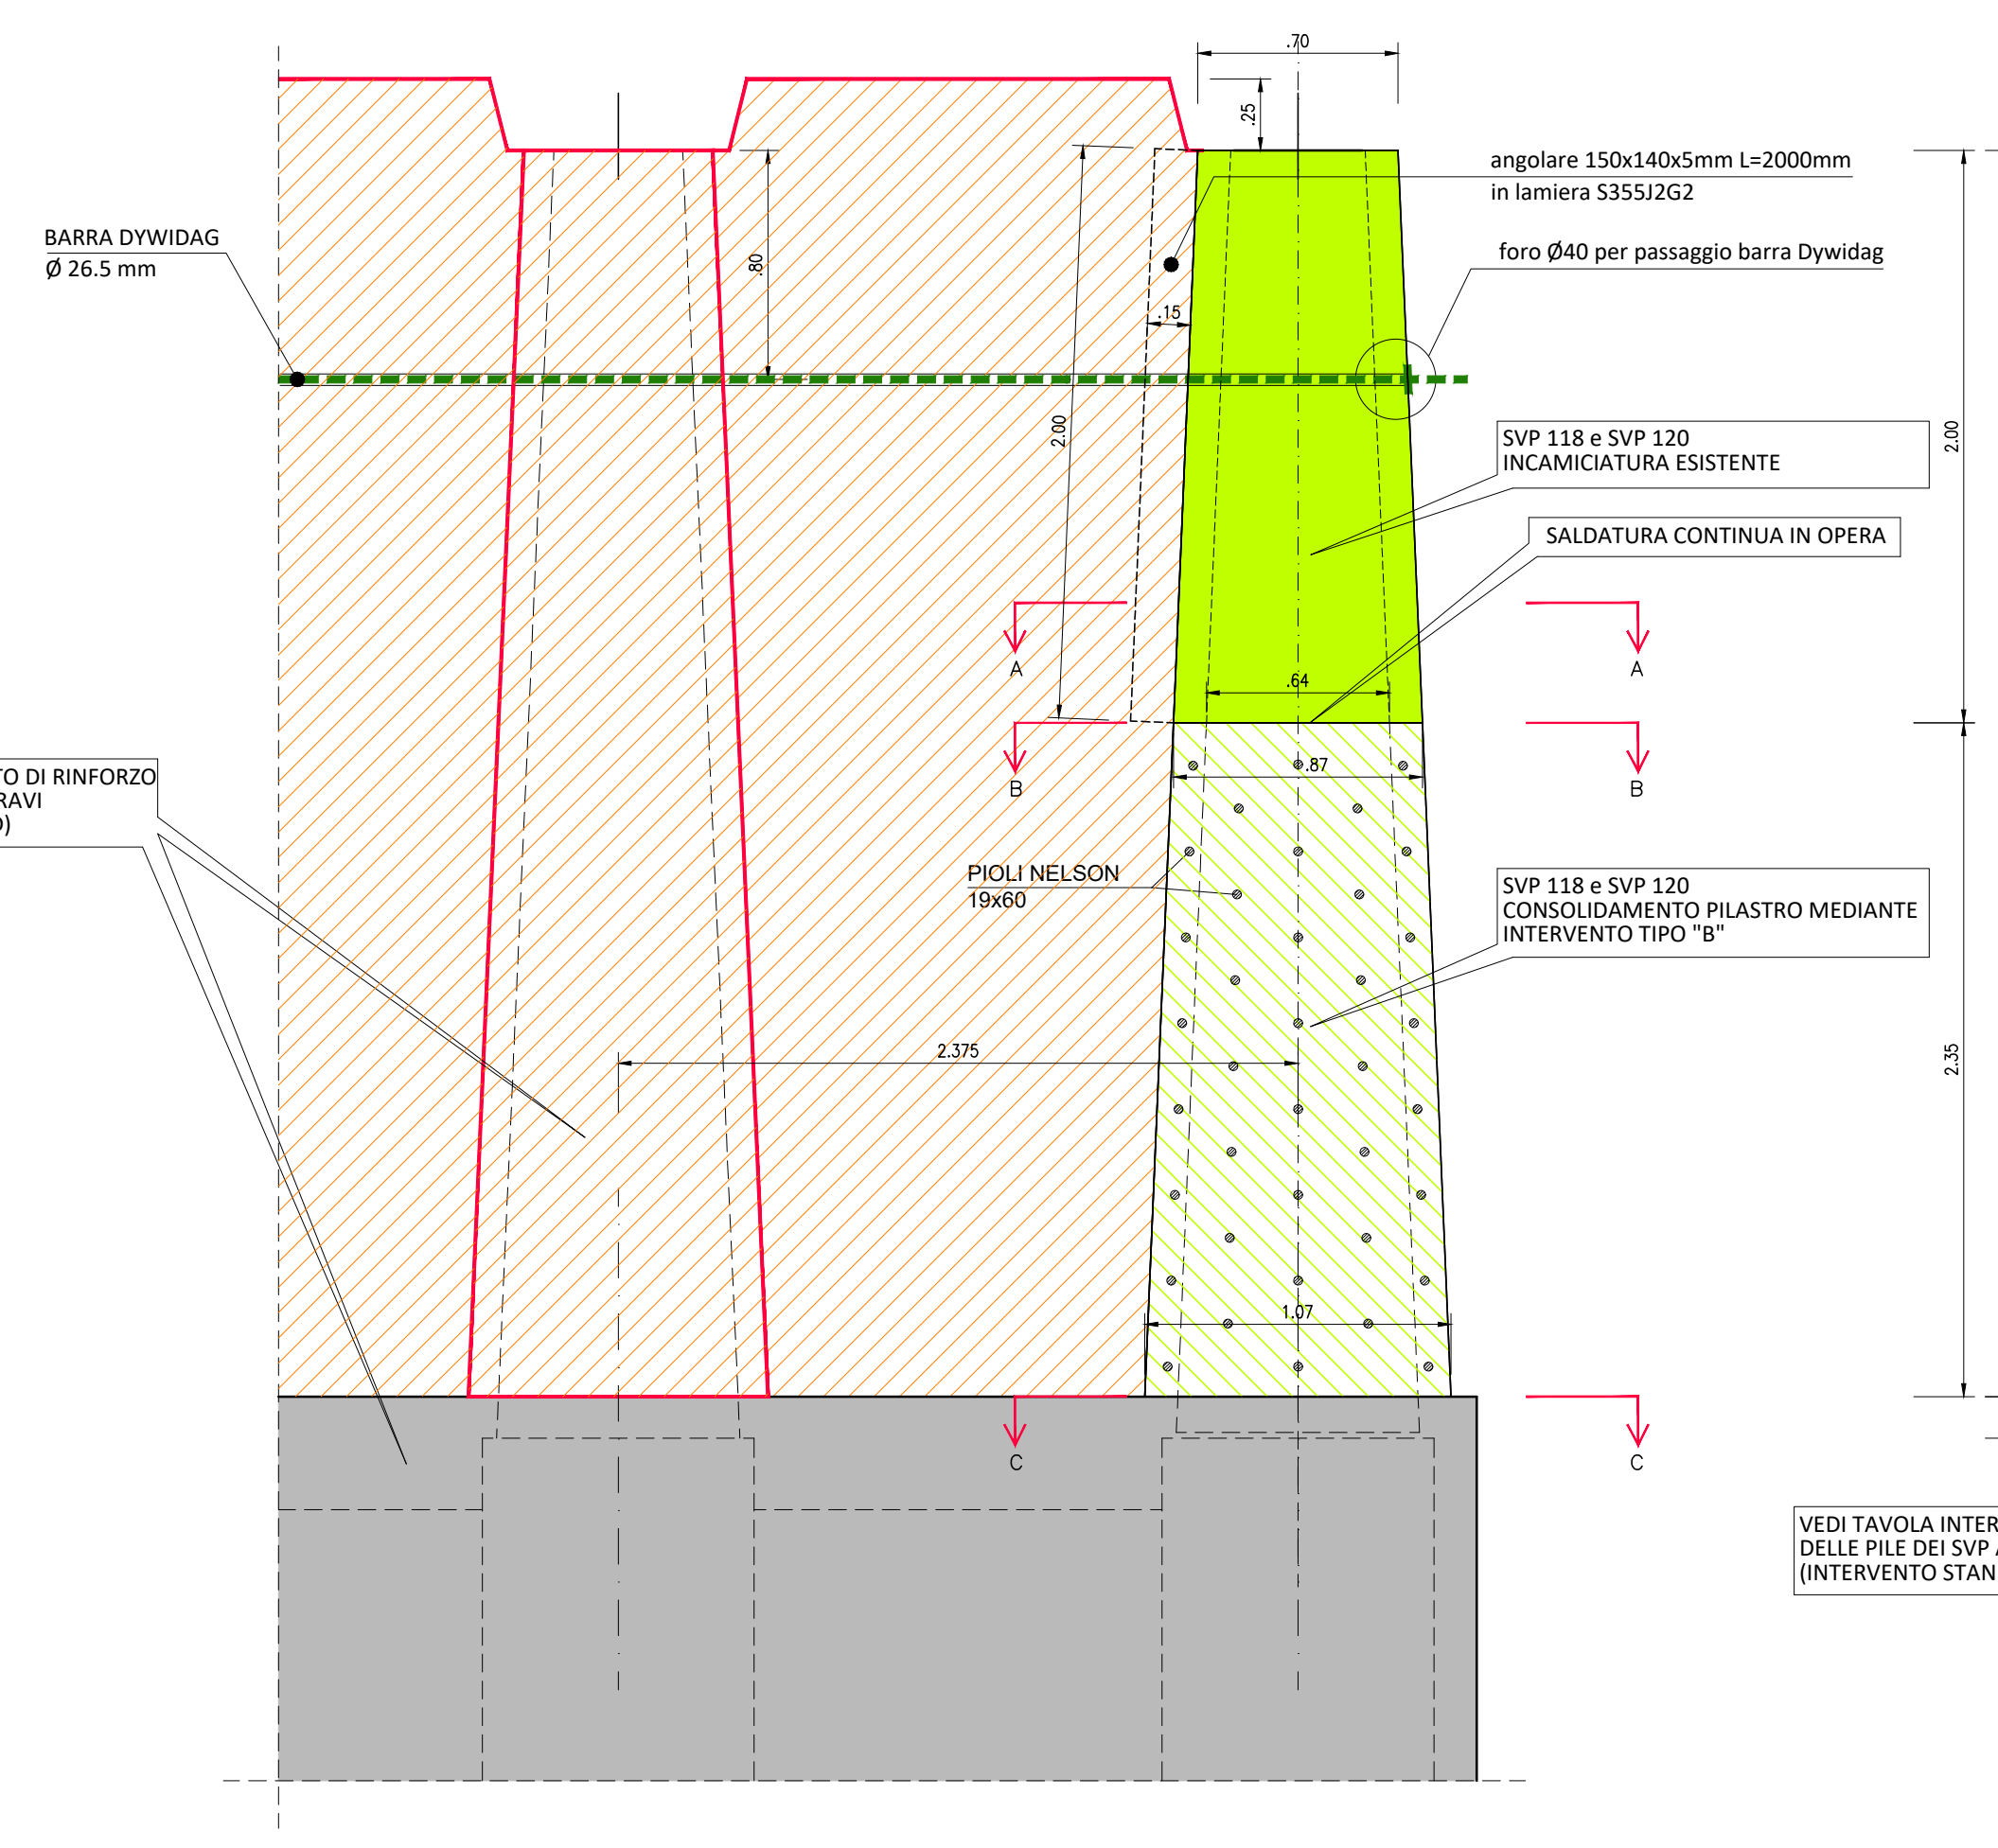 .70
.25
angolare 150x140x5mm L=2000mm
in lamiera S355J2G2
BARRA DYWIDAG
Ø 26.5 mm
foro Ø40 per passaggio barra Dywidag
.80
.15
2.00
2.00
SVP 118 e SVP 120
INCAMICIATURA ESISTENTE
SALDATURA CONTINUA IN OPERA
A
A
.64
B
B
.87
TO DI RINFORZO
RAVI
O)
PIOLI NELSON
19x60
SVP 118 e SVP 120
CONSOLIDAMENTO PILASTRO MEDIANTE
INTERVENTO TIPO "B"
2.375
2.35
1.07
C
C
VEDI TAVOLA INTER
DELLE PILE DEI SVP
(INTERVENTO STAN